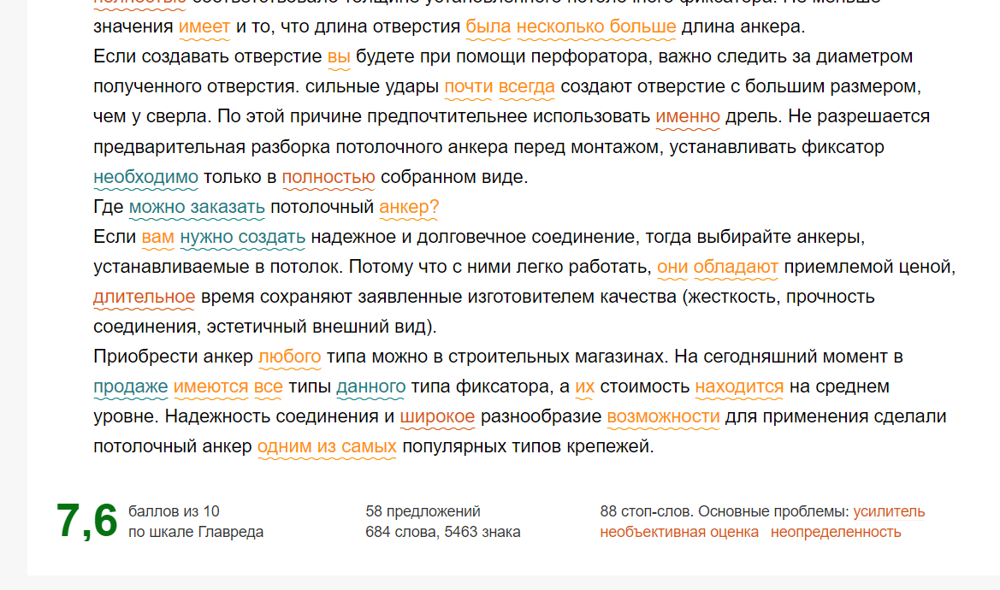 полностью соответствовало толщине установленного потолочного фиксатора. Не меньше
значения имеет и то, что длина отверстия была несколько больше длина анкера.
Если создавать отверстие вы будете при помощи перфоратора, важно следить за диаметром
полученного отверстия. сильные удары почти всегда создают отверстие с большим размером,
чем у сверла. По этой причине предпочтительнее использовать именно дрель. Не разрешается
предварительная разборка потолочного анкера перед монтажом, устанавливать фиксатор
необходимо только в полностью собранном виде.
Где можно заказать потолочный анкер?
Если вам нужно создать надежное и долговечное соединение, тогда выбирайте анкеры,
устанавливаемые в потолок. Потому что с ними легко работать, они обладают приемлемой ценой,
длительное время сохраняют заявленные изготовителем качества (жесткость, прочность
соединения, эстетичный внешний вид).
Приобрести анкер любого типа можно в строительных магазинах. На сегодняшний момент в
продаже имеются все типы данного типа фиксатора, а их стоимость находится на среднем
уровне. Надежность соединения и широкое разнообразие возможности для применения сделали
потолочный анкер одним из самых популярных типов крепежей.
7,6 баллов из 10
по шкале Главреда
58 предложений
684 слова, 5463 знака
88 стоп-слов. Основные проблемы: усилитель
необъективная оценка неопределенность